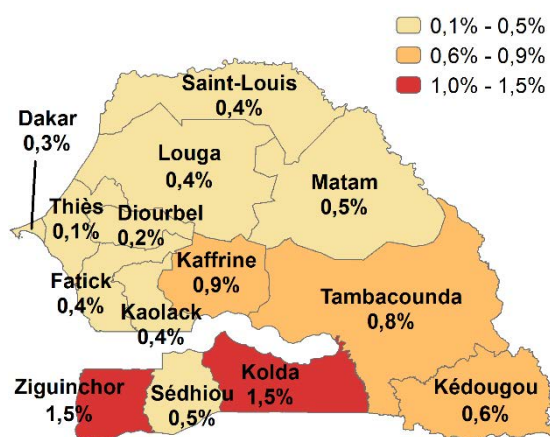 0,1% - 0,5%
0,6% - 0,9%
1,0% - 1,5%
Saint-Louis
0,4%
Dakar
0,3%
Louga
0,4%
Matam
0,5%
Thiès
0,1%
Diourbel
0,2%
Kaffrine
0,9%
Fatick
0,4%
Kaolack
0,4%
Tambacounda
0,8%
Ziguinchor
1,5%
Sédhiou
0,5%
Kolda
1,5%
Kédougou
0,6%